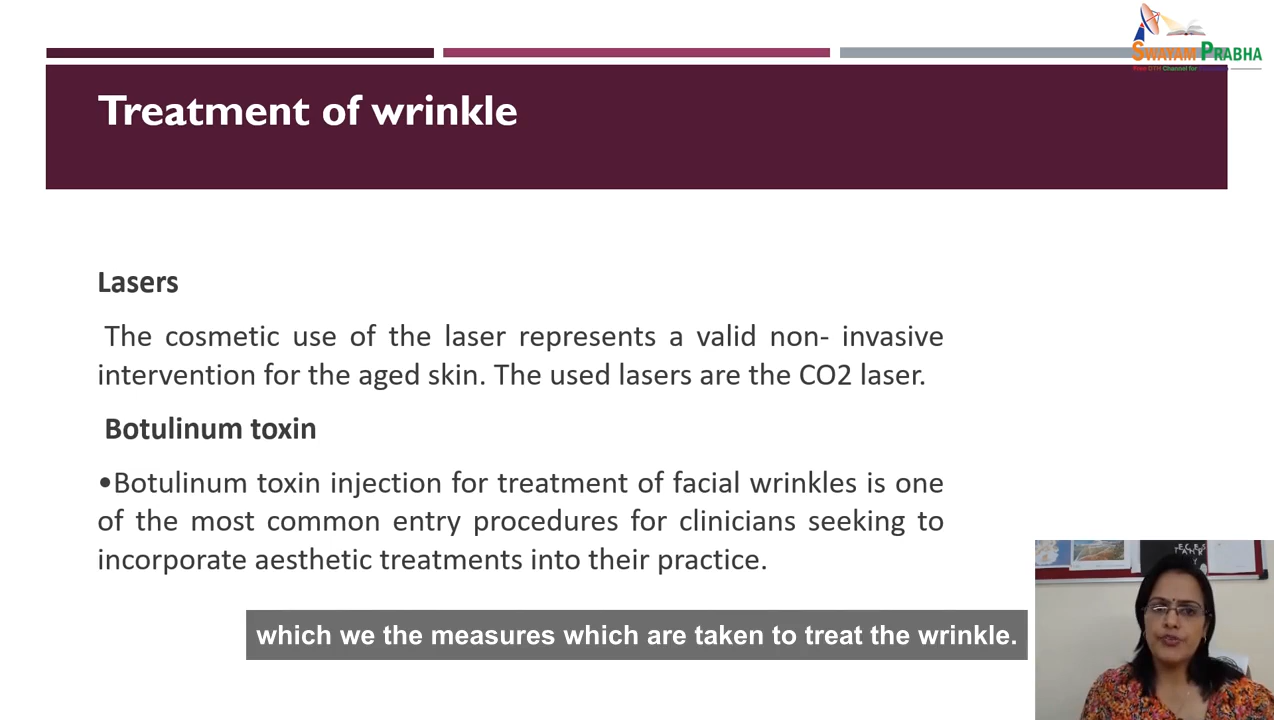 SWAYAM PRABHA
Treatment of wrinkle
Lasers
The cosmetic use of the laser represents a valid non- invasive
intervention for the aged skin. The used lasers are the CO2 laser.
Botulinum toxin
•Botulinum toxin injection for treatment of facial wrinkles is one
of the most common entry procedures for clinicians seeking to
incorporate aesthetic treatments into their practice.
which we the measures which are taken to treat the wrinkle.